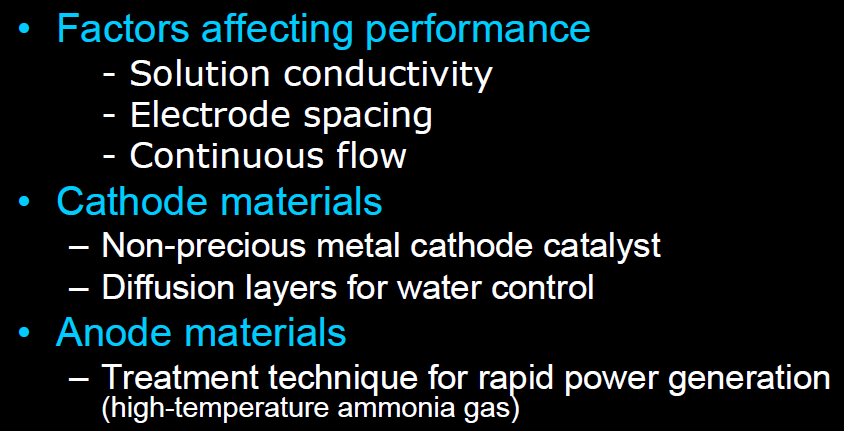 • Factors affecting performance
- Solution conductivity
- Electrode spacing
- Continuous flow
• Cathode materials
– Non-precious metal cathode catalyst
– Diffusion layers for water control
• Anode materials
– Treatment technique for rapid power generation
(high-temperature ammonia gas)